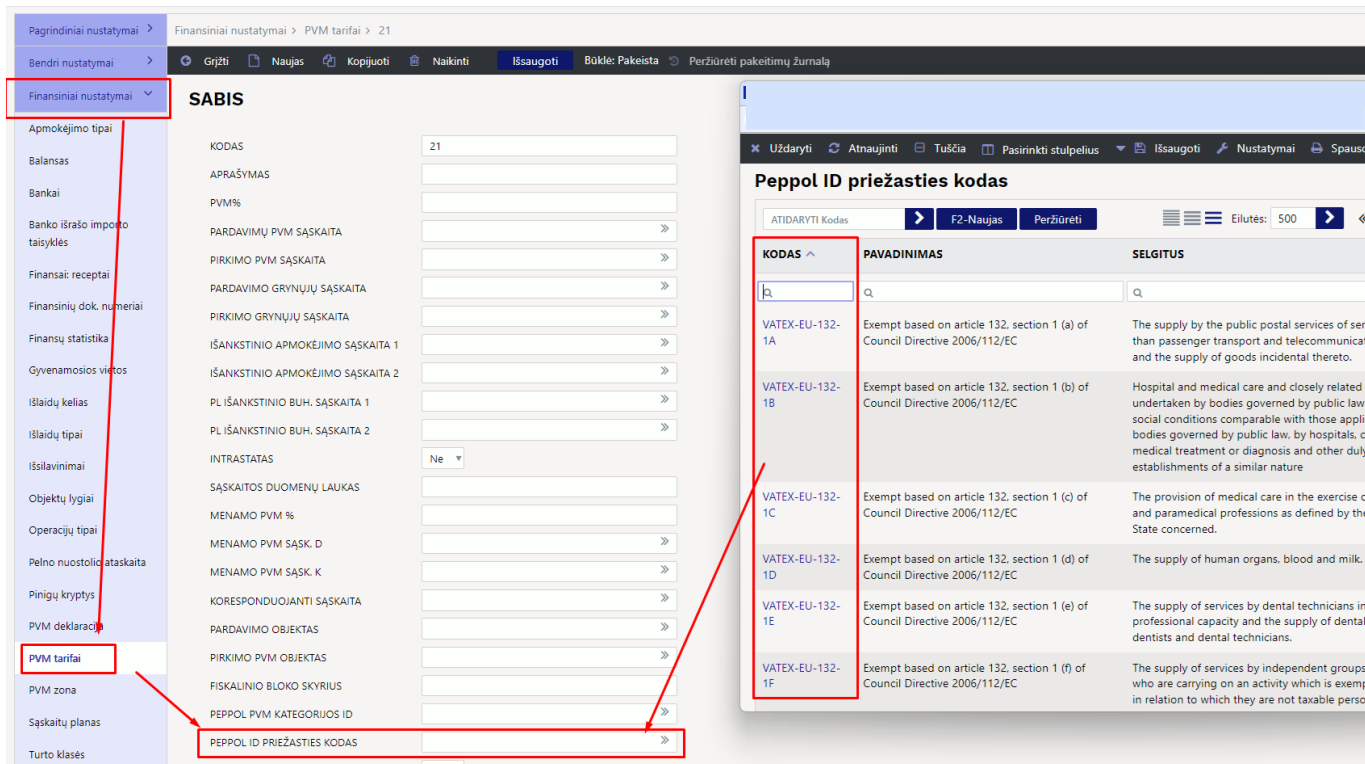 Pagrindiniai nustatymai
Bendri nustatymai
Finansiniai nustatymai
Apmokėjimo tipai
Balansas
Bankai
Banko išrašo importo
taisyklės
Finansai: receptai
Finansinių dok. numeriai
Finansų statistika
Gyvenamosios vietos
Išlaidų kelias
Išlaidų tipai
Išsilavinimai
Objektų lygiai
Operacijų tipai
Pelno nuostolio ataskaita
Pinigų kryptys
PVM deklaracija
PVM tarifai
PVM zona
Sąskaitų planas
Turto klasės
Finansiniai nustatymai > PVM tarifai > 21
Grįžti Naujas Kopijuoti Naikinti Išsaugoti Būklė: Pakeista Peržiūrėti pakeitimų žurnalą
SABIS
KODAS 21
APRAŠYMAS
PVM%
PARDAVIMŲ PVM SĄSKAITA
PIRKIMO PVM SĄSKAITA
PARDAVIMO GRYNŲJŲ SĄSKAITA
PIRKIMO GRYNŲJŲ SĄSKAITA
IŠANKSTINIO APMOKĖJIMO SĄSKAITA 1
IŠANKSTINIO APMOKĖJIMO SĄSKAITA 2
PL IŠANKSTINIO BUH. SĄSKAITA 1
PL IŠANKSTINIO BUH. SĄSKAITA 2
INTRASTATAS Ne
SĄSKAITOS DUOMENŲ LAUKAS
MENAMO PVM %
MENAMO PVM SĄSK. D
MENAMO PVM SĄSK. K
KORESPONDUOJANTI SĄSKAITA
PARDAVIMO OBJEKTAS
PIRKIMO PVM OBJEKTAS
FISKALINIO BLOKO SKYRIUS
PEPPOL PVM KATEGORIJOS ID
PEPPOL ID PRIEŽASTIES KODAS
Uždaryti Atnaujinti Tuščia Pasirinkti stulpelius Išsaugoti Nustatymai Spausd
Peppol ID priežasties kodas
ATIDARYTI Kodas F2-Naujas Peržiūrėti Eilutės: 500
KODAS PAVADINIMAS SELGITUS
VATEX-EU-132-
1A
Exempt based on article 132, section 1 (a) of
Council Directive 2006/112/EC
The supply by the public postal services of ser
than passenger transport and telecommunicat
and the supply of goods incidental thereto.
VATEX-EU-132-
1B
Exempt based on article 132, section 1 (b) of
Council Directive 2006/112/EC
Hospital and medical care and closely related
undertaken by bodies governed by public law
social conditions comparable with those appli
bodies governed by public law, by hospitals, c
medical treatment or diagnosis and other duly
establishments of a similar nature
VATEX-EU-132-
1C
Exempt based on article 132, section 1 (c) of
Council Directive 2006/112/EC
The provision of medical care in the exercise o
and paramedical professions as defined by the
State concerned.
VATEX-EU-132-
1D
Exempt based on article 132, section 1 (d) of
Council Directive 2006/112/EC
The supply of human organs, blood and milk.
VATEX-EU-132-
1E
Exempt based on article 132, section 1 (e) of
Council Directive 2006/112/EC
The supply of services by dental technicians in
professional capacity and the supply of dental
dentists and dental technicians.
VATEX-EU-132-
1F
Exempt based on article 132, section 1 (f) of
Council Directive 2006/112/EC
The supply of services by independent groups
who are carrying on an activity which is exemp
in relation to which they are not taxable perso